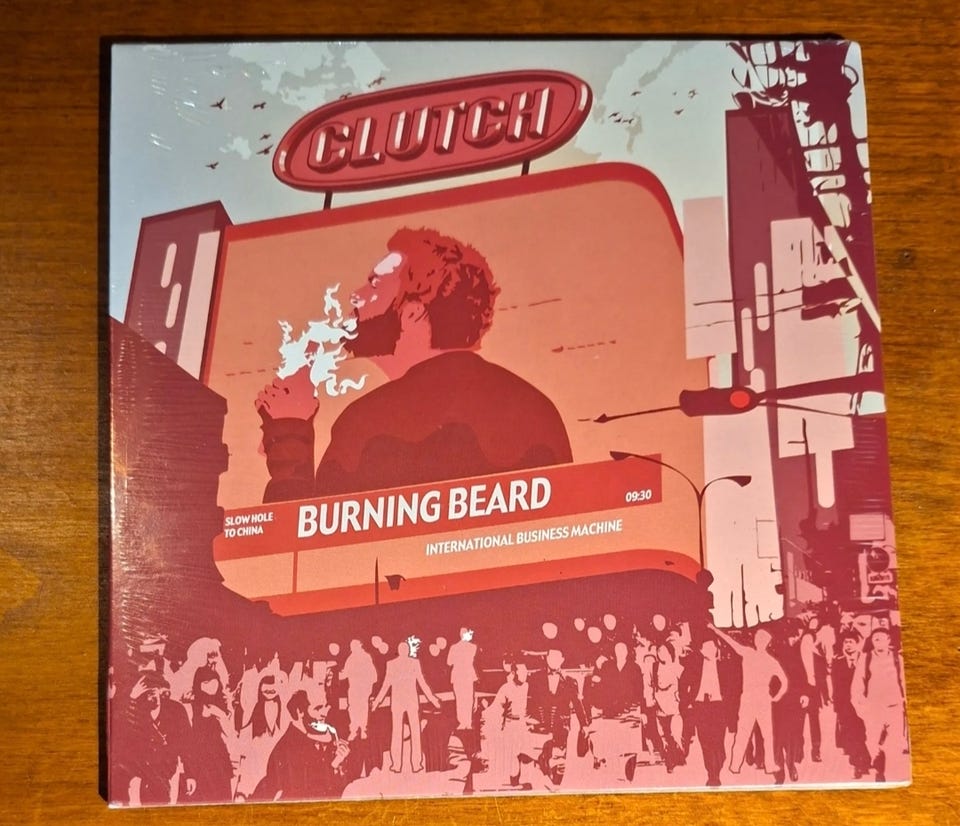 CLUTCH
SLOW HOLE
TO CHINA
BURNING BEARD
09:30
INTERNATIONAL BUSINESS MACHINE